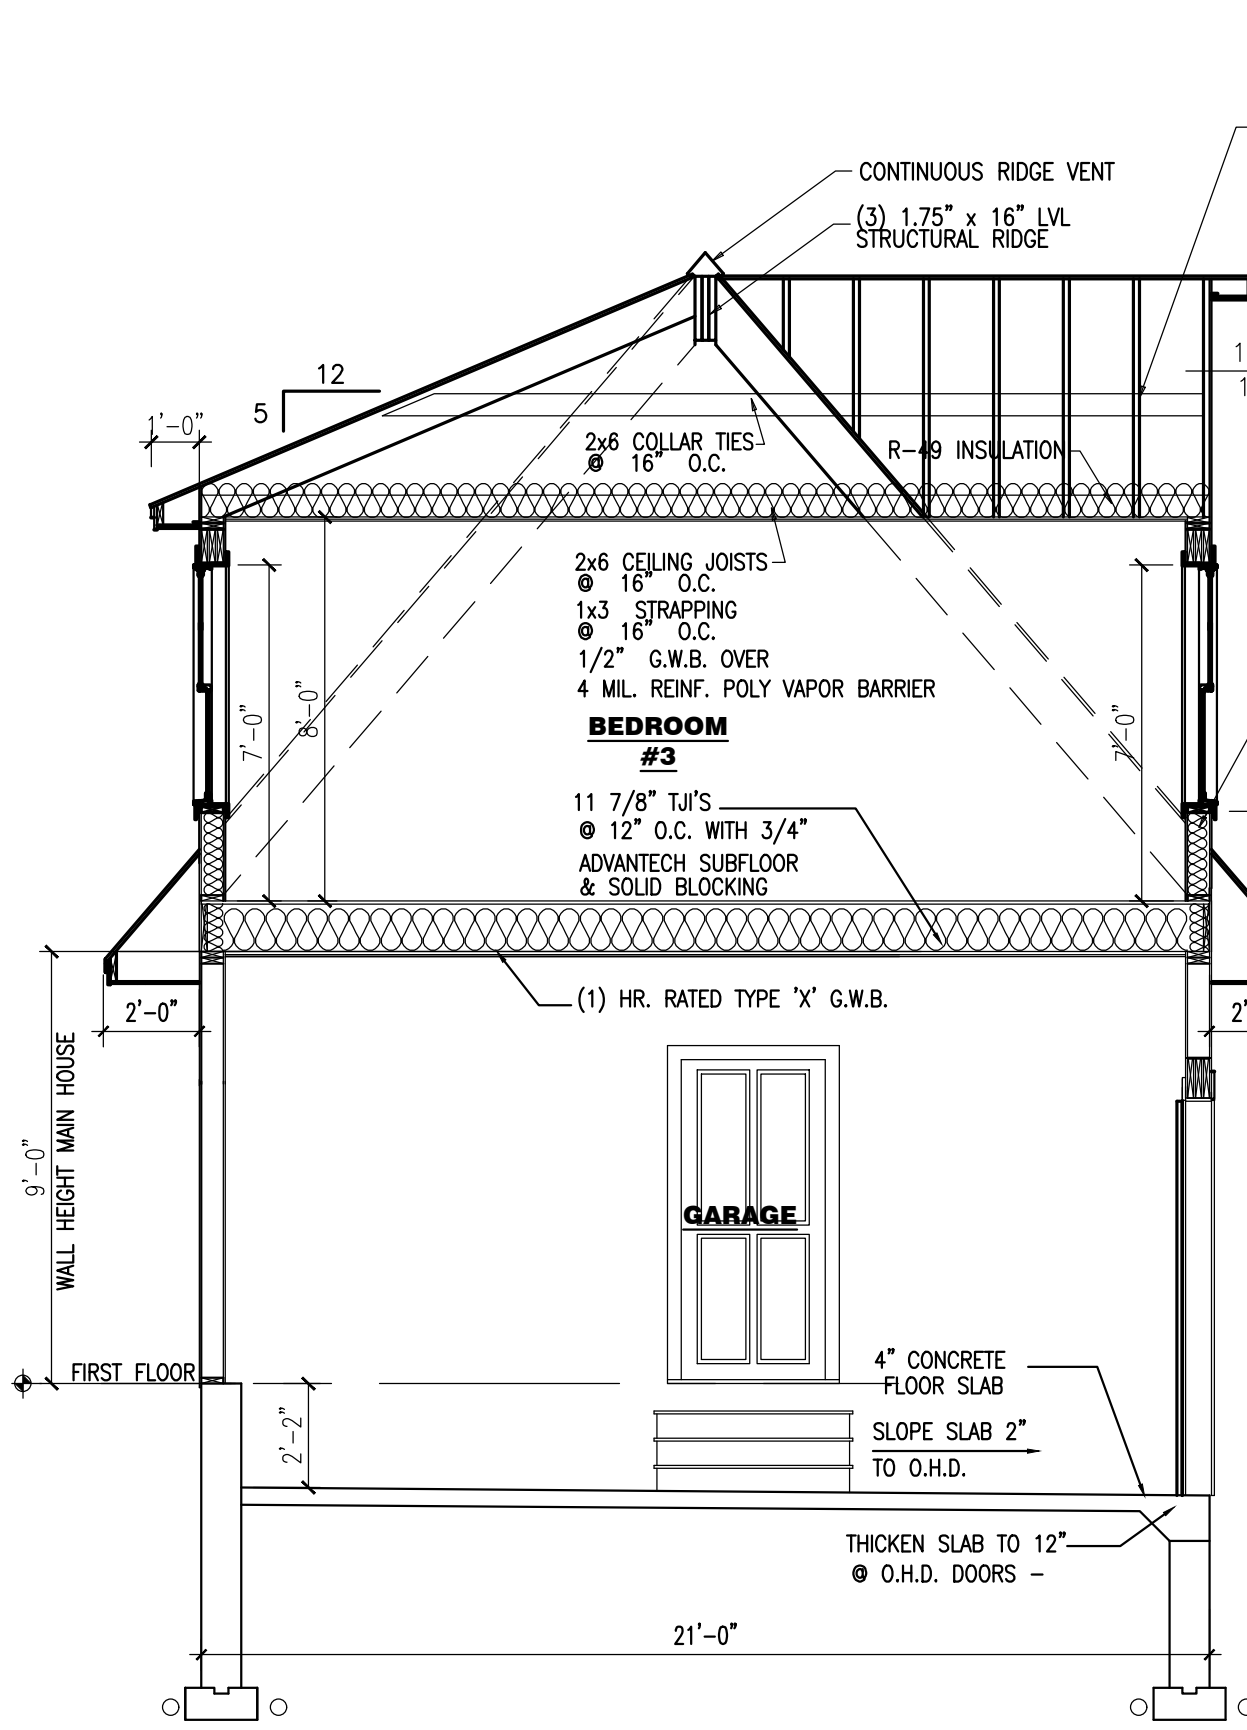 CONTINUOUS RIDGE VENT
(3) 1.75” x 16” LVL
STRUCTURAL RIDGE
12
5
1
1
1'-0”
2x6 COLLAR TIES
@ 16” O.C.
R-49 INSULATION
2x6 CEILING JOISTS
@ 16” O.C.
1x3 STRAPPING
@ 16” O.C.
1/2” G.W.B. OVER
4 MIL. REINF. POLY VAPOR BARRIER
7'-0”
8'-0”
7'-0”
BEDROOM
#3
11 7/8” TJI'S
@ 12” O.C. WITH 3/4”
ADVANTECH SUBFLOOR
& SOLID BLOCKING
(1) HR. RATED TYPE 'X' G.W.B.
2'-0”
2'
9'-0”
WALL HEIGHT MAIN HOUSE
GARAGE
FIRST FLOOR
4” CONCRETE
FLOOR SLAB
2'-2”
SLOPE SLAB 2”
TO O.H.D.
THICKEN SLAB TO 12”
@ O.H.D. DOORS -
21'-0”